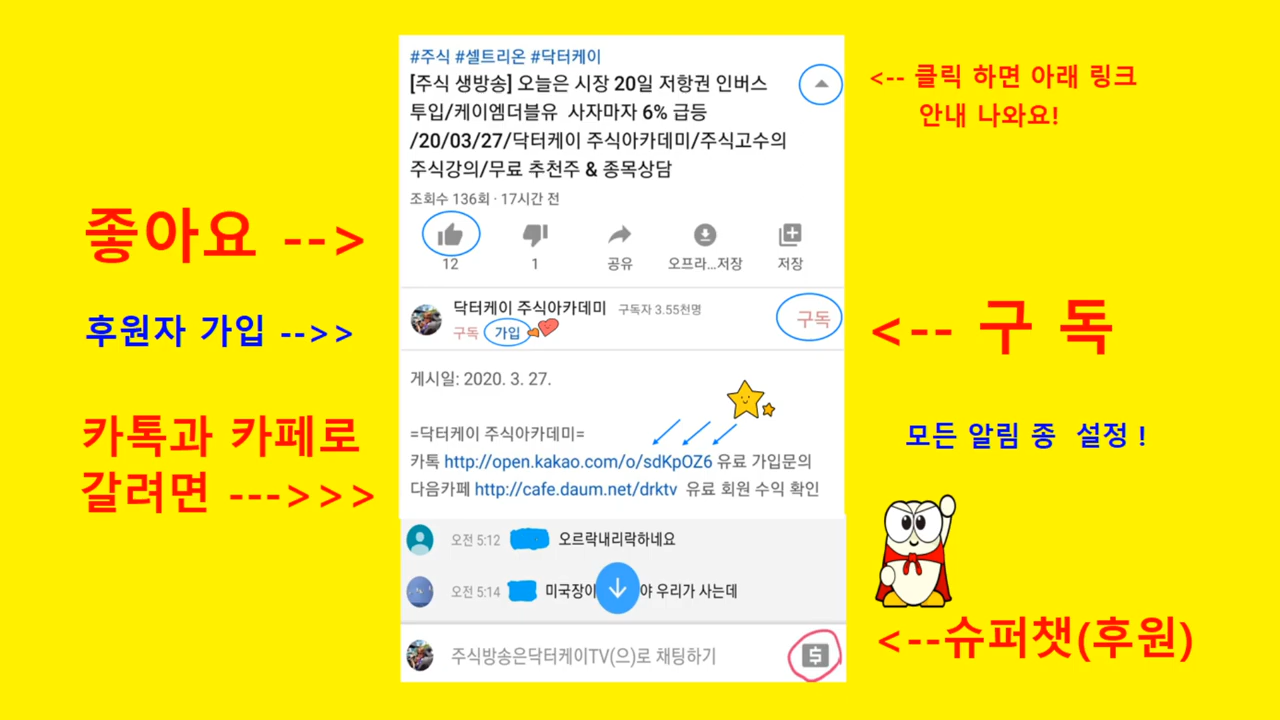 #주식 #셀트리온 #닥터케이
[주식 생방송] 오늘은 시장 20일 저항권 인버스
투입/케이엠더블유 사자마자 6% 급등
/20/03/27/닥터케이 주식아카데미/주식고수의
주식강의/무료 추천주 & 종목상담
조회수 136회 · 17시간 전
12
1
공유
오프라...저장
저장
<-- 클릭 하면 아래 링크
안내 나와요!
좋아요 -->
후원자 가입 -->>
카톡과 카페로
갈려면 --->>>
닥터케이 주식아카데미 구독자 3.55천명
구독 가입
구독
<-- 구 독
모든 알림 종 설정 !
게시일: 2020. 3. 27.
=닥터케이 주식아카데미=
카톡 http://open.kakao.com/o/sdKpOZ6 유료 가입문의
다음카페 http://cafe.daum.net/drktv 유료 회원 수익 확인
오전 5:12 오르락내리락하네요
오전 5:14 미국장이 야 우리가 사는데
주식방송은닥터케이TV(으)로 채팅하기
$
<--슈퍼챗(후원)